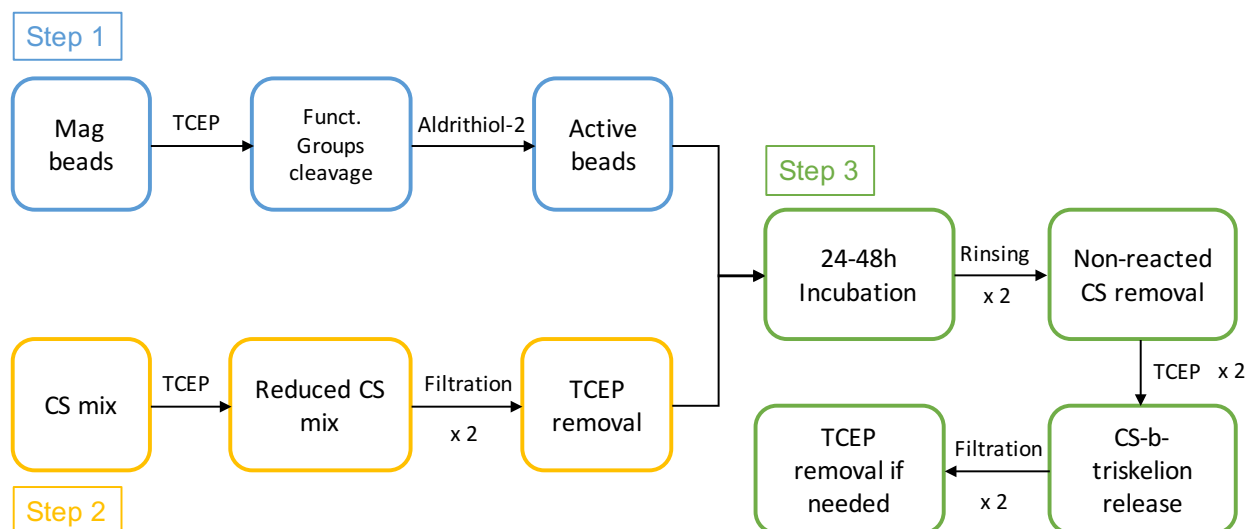 Step 1
Mag
beads
TCEP
Funct.
Groups
cleavage
Aldrithiol-2
Active
beads
CS mix
TCEP
Reduced CS
mix
Filtration
x 2
TCEP
removal
Step 2
Step 3
24-48h
Incubation
Rinsing
x 2
Non-reacted
CS removal
TCEP x 2
CS-b-
triskelion
release
Filtration
x 2
TCEP
removal if
needed